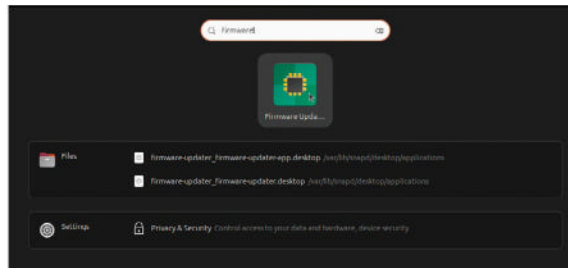 firmware
Firmware Upda...
Files
firmware-updater_firmware-updater-app.desktop /var/lib/snapd/desktop/applications
firmware-updater_firmware-updater.desktop /var/lib/snapd/desktop/applications
Settings
Privacy & Security Control access to your data and hardware, device security